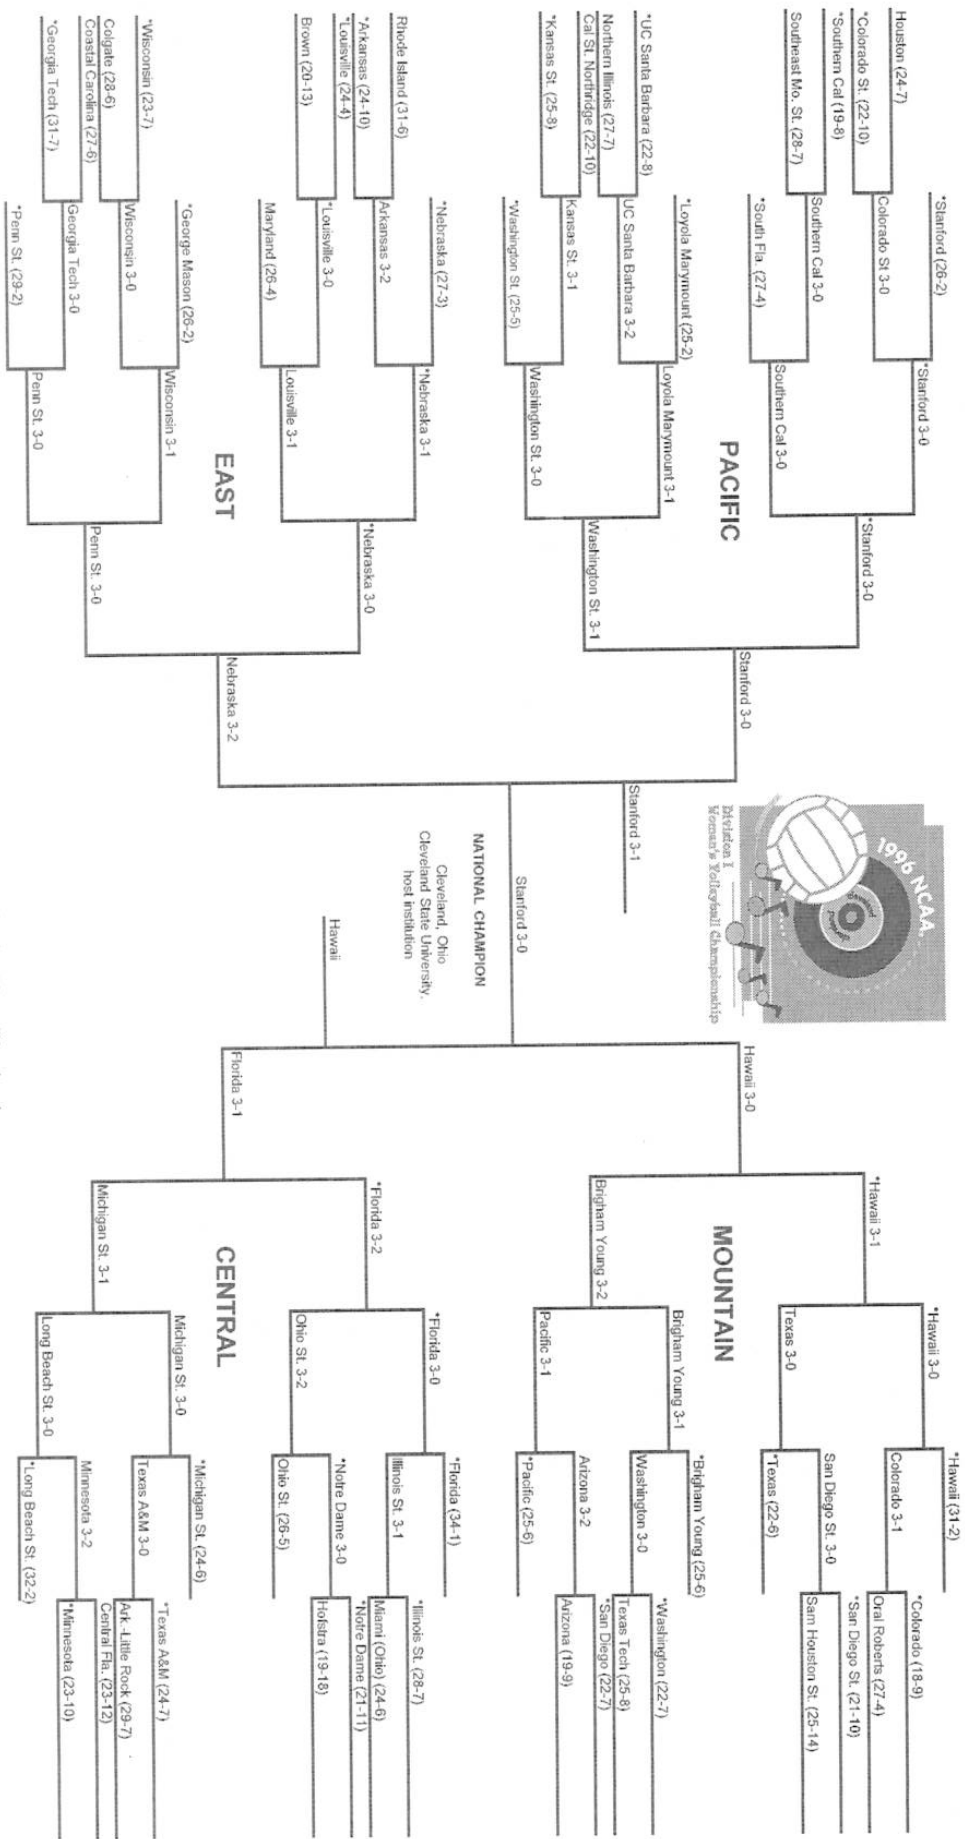 Houston (24-7)
*Colorado St. (22-10)
*Southern Cal (19-8)
Southeast Mo. St. (28-7)
*Stanford (26-2)
Colorado St 3-0
Southern Cal 3-0
*South Fla. (27-4)
*Stanford 3-0
Southern Cal 3-0
*Stanford 3-0
PACIFIC
*UC Santa Barbara (22-8)
Northern Illinois (27-7)
Cal St. Northridge (22-10)
*Kansas St. (25-8)
*Loyola Marymount (25-2)
UC Santa Barbara 3-2
Kansas St. 3-1
*Washington St. (25-5)
Loyola Marymount 3-1
Washington St. 3-0
Washington St. 3-1
Stanford 3-0
Rhode Island (31-6)
*Arkansas (24-10)
*Louisville (24-4)
Brown (20-13)
*Nebraska (27-3)
Arkansas 3-2
*Louisville 3-0
Maryland (26-4)
*Nebraska 3-1
Louisville 3-1
*Nebraska 3-0
EAST
*Wisconsin (23-7)
Colgate (28-6)
Coastal Carolina (27-6)
*Georgia Tech (31-7)
*George Mason (26-2)
Wisconsin 3-0
Georgia Tech 3-0
*Penn St. (29-2)
Wisconsin 3-1
Penn St. 3-0
Penn St. 3-0
Nebraska 3-2
Stanford 3-1
1996 NCAA
Division I
Women's Volleyball Championship
Stanford 3-0
NATIONAL CHAMPION
Cleveland, Ohio
Cleveland State University,
host institution
Hawaii
Hawaii 3-0
Florida 3-1
*Hawaii 3-1
Brigham Young 3-2
MOUNTAIN
*Hawaii 3-0
Texas 3-0
Brigham Young 3-1
Pacific 3-1
*Hawaii (31-2)
Colorado 3-1
San Diego St. 3-0
*Texas (22-6)
*Brigham Young (25-6)
Washington 3-0
Arizona 3-2
*Pacific (25-6)
*Colorado (18-9)
Oral Roberts (27-4)
*San Diego St. (21-10)
Sam Houston St. (25-14)
*Washington (22-7)
Texas Tech (25-8)
*San Diego (22-7)
Arizona (19-9)
*Florida 3-2
Michigan St. 3-1
CENTRAL
*Florida 3-0
Ohio St. 3-2
Michigan St. 3-0
Long Beach St. 3-0
*Florida (34-1)
Illinois St. 3-1
*Notre Dame 3-0
Ohio St. (26-5)
*Michigan St. (24-6)
Texas A&M 3-0
Minnesota 3-2
*Long Beach St. (32-2)
*Illinois St. (28-7)
Miami (Ohio) (24-6)
*Notre Dame (21-11)
Hofstra (19-18)
*Texas A&M (24-7)
Ark.-Little Rock (29-7)
Central Fla. (23-12)
*Minnesota (23-10)